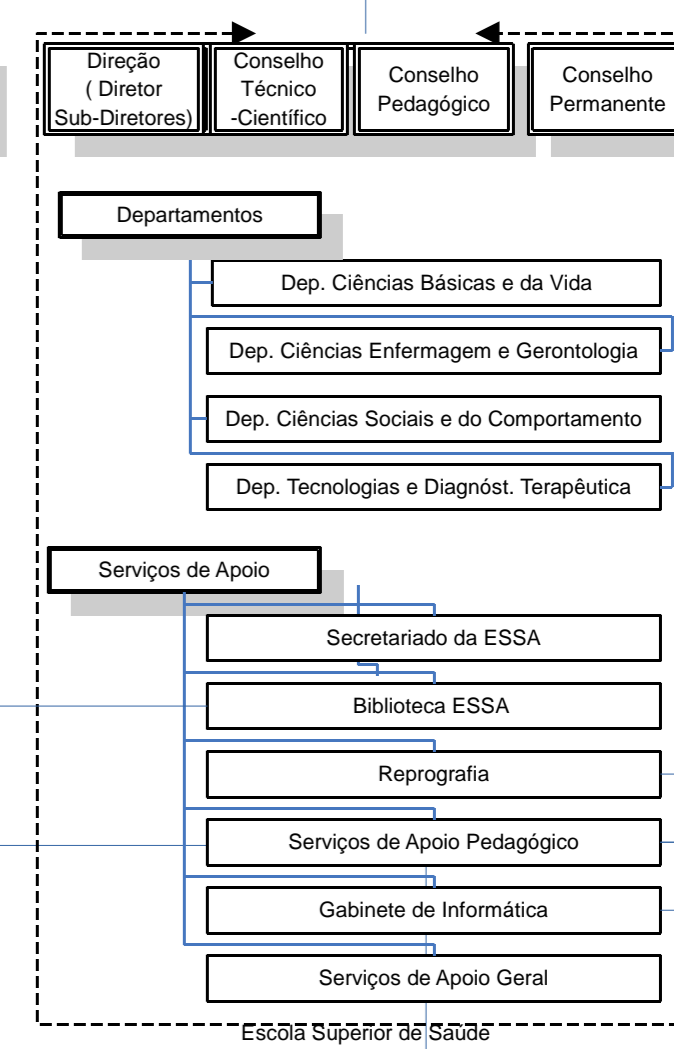 Direção
( Diretor
Sub-Diretores)
Conselho
Técnico
-Científico
Conselho
Pedagógico
Conselho
Permanente
Departamentos
Dep. Ciências Básicas e da Vida
Dep. Ciências Enfermagem e Gerontologia
Dep. Ciências Sociais e do Comportamento
Dep. Tecnologias e Diagnóst. Terapêutica
Serviços de Apoio
Secretariado da ESSA
Biblioteca ESSA
Reprografia
Serviços de Apoio Pedagógico
Gabinete de Informática
Serviços de Apoio Geral
Escola Superior de Saúde